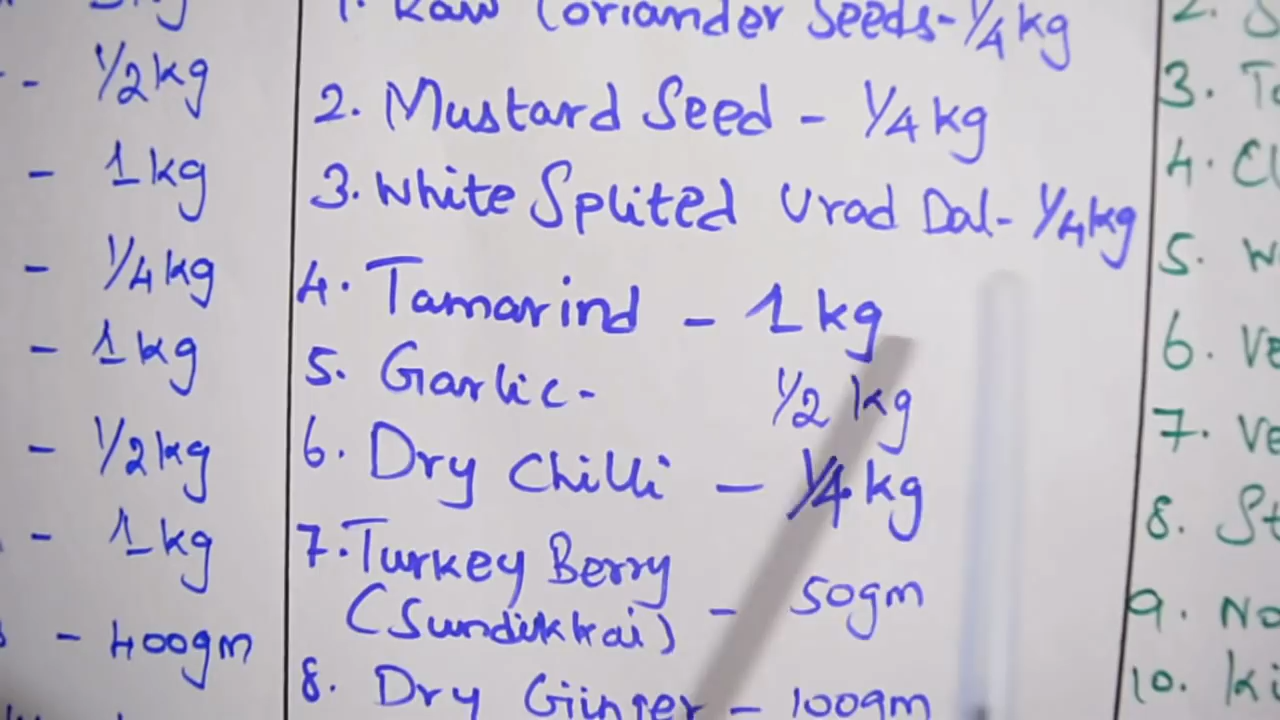 - 1/2 kg
- 1 kg
- 1/4 kg
- 1 kg
- 1/2 kg
- 1 kg
- 400gm
1. Raw Coriander Seeds - 1/4 kg
2. Mustard Seed - 1/4 kg
3. White Splited Urad Dal - 1/4 kg
4. Tamarind - 1 kg
5. Garlic - 1/2 kg
6. Dry Chilli - 1/4 kg
7. Turkey Berry
(Sundikkai) - 50gm
8. Dry Ginger - 100gm
2.
3.
4.
5.
6.
7.
8.
9.
10.